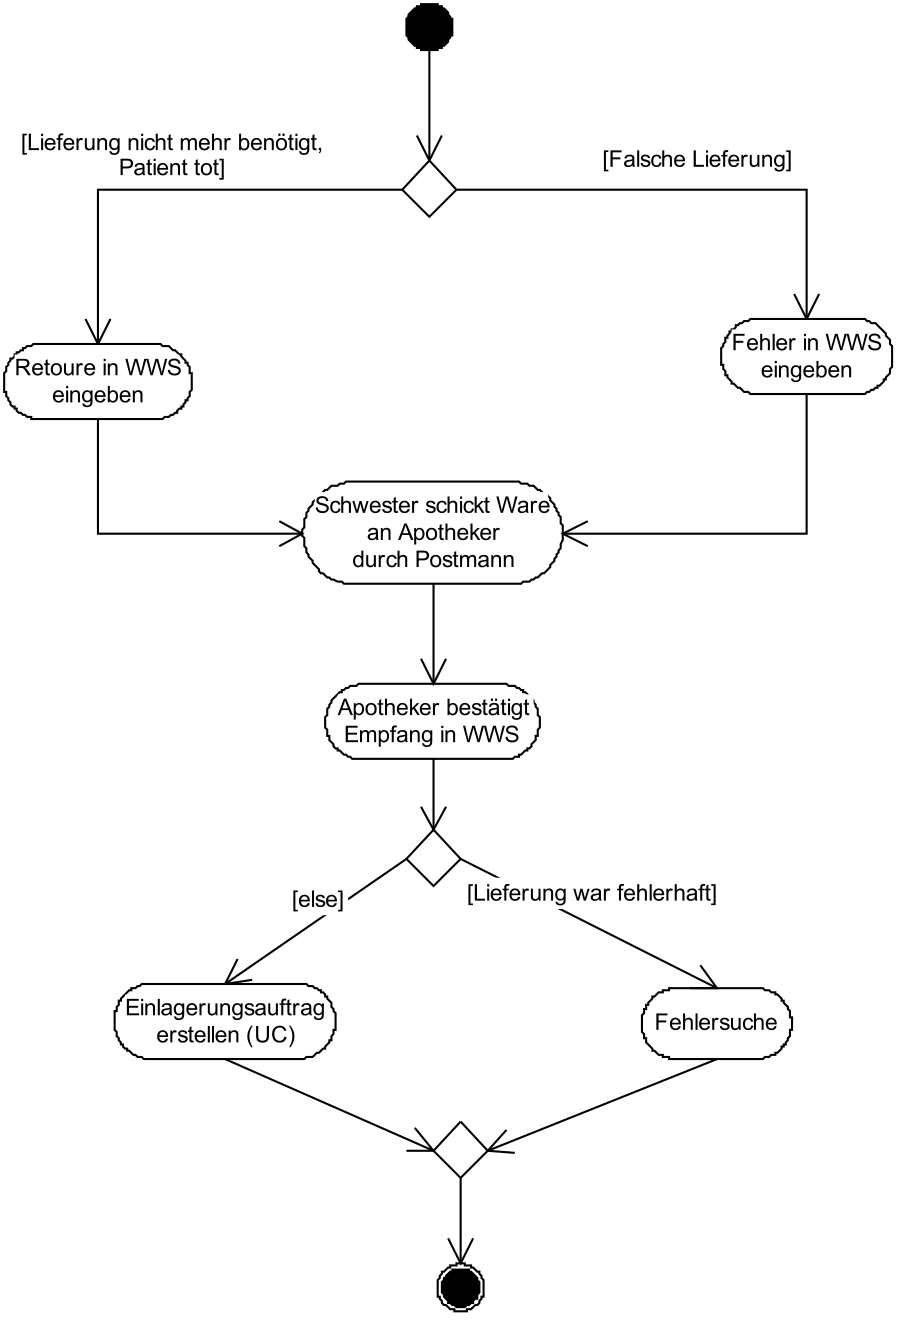 [Lieferung nicht mehr benötigt,
Patient tot]
[Falsche Lieferung]
Retoure in WWS
eingeben
Fehler in WWS
eingeben
Schwester schickt Ware
an Apotheker
durch Postmann
Apotheker bestätigt
Empfang in WWS
[else]
[Lieferung war fehlerhaft]
Einlagerungsauftrag
erstellen (UC)
Fehlersuche